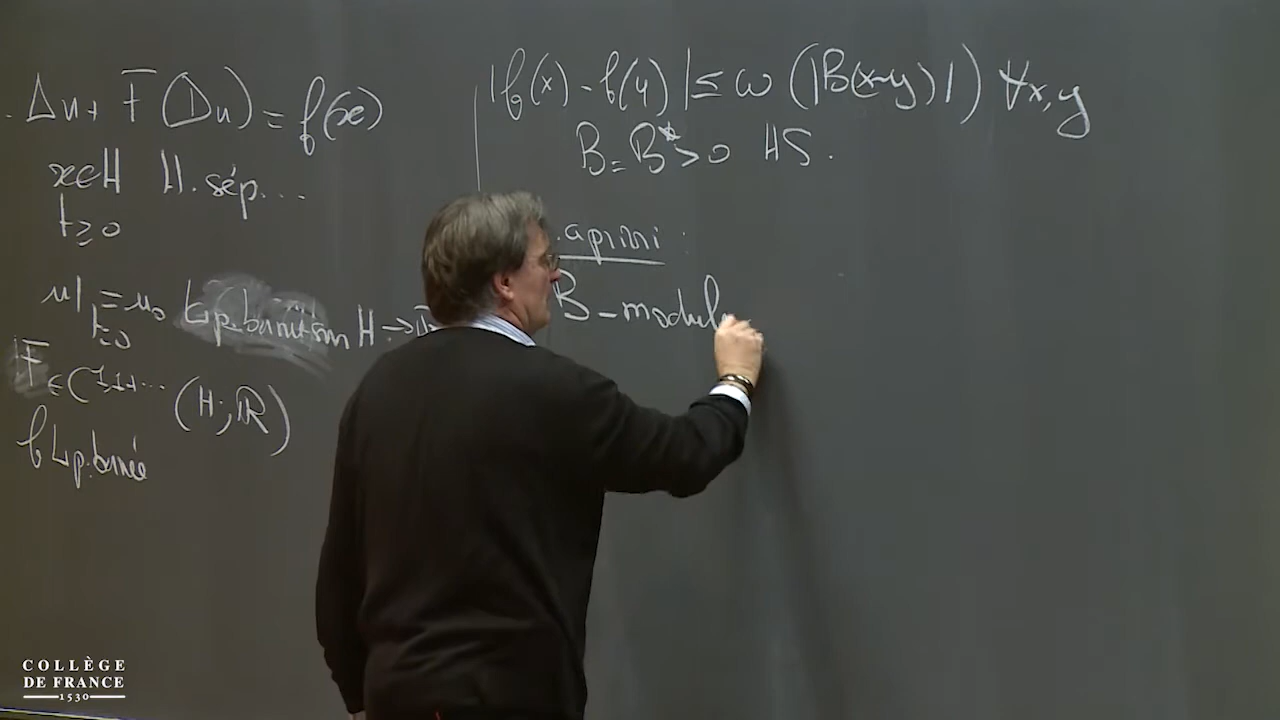 Δu + F(Du) = f(x)
x∈H H. sép...
t≥0
u|t=0 = u0 Lip. bornée sur H→R
F ∈ C^{1,1}... (H;R)
f Lip. bornée
|f(x) - f(y)| ≤ ω(|B(x-y)|) ∀x,y
B = B* > 0 HS.
. a priori :
B-modul
COLLÈGE
DE FRANCE
1530